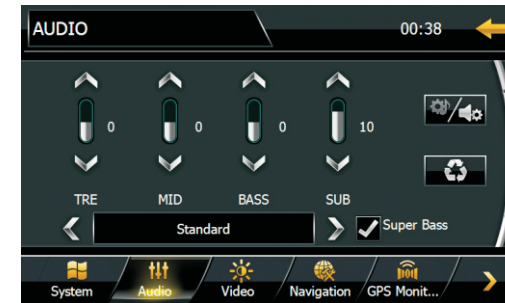 AUDIO 00:38
0 0 0 10
TRE MID BASS SUB
Standard Super Bass
System Audio Video Navigation GPS Monit...